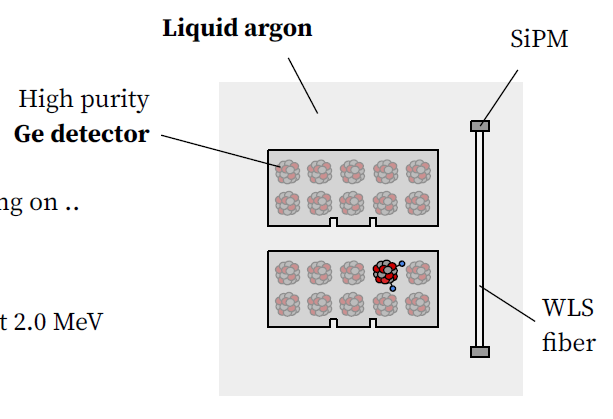 Liquid argon
SiPM
High purity
Ge detector
ng on ..
t 2.0 MeV
WLS
fiber